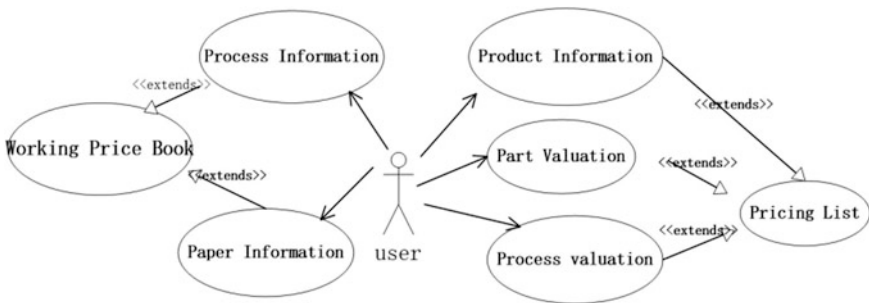 Process Information
Product Information
<<extends>>
<<extends>>
Working Price Book
Part Valuation
<<extends>>
<<extends>>
Pricing List
<<extends>>
Paper Information
user
Process valuation